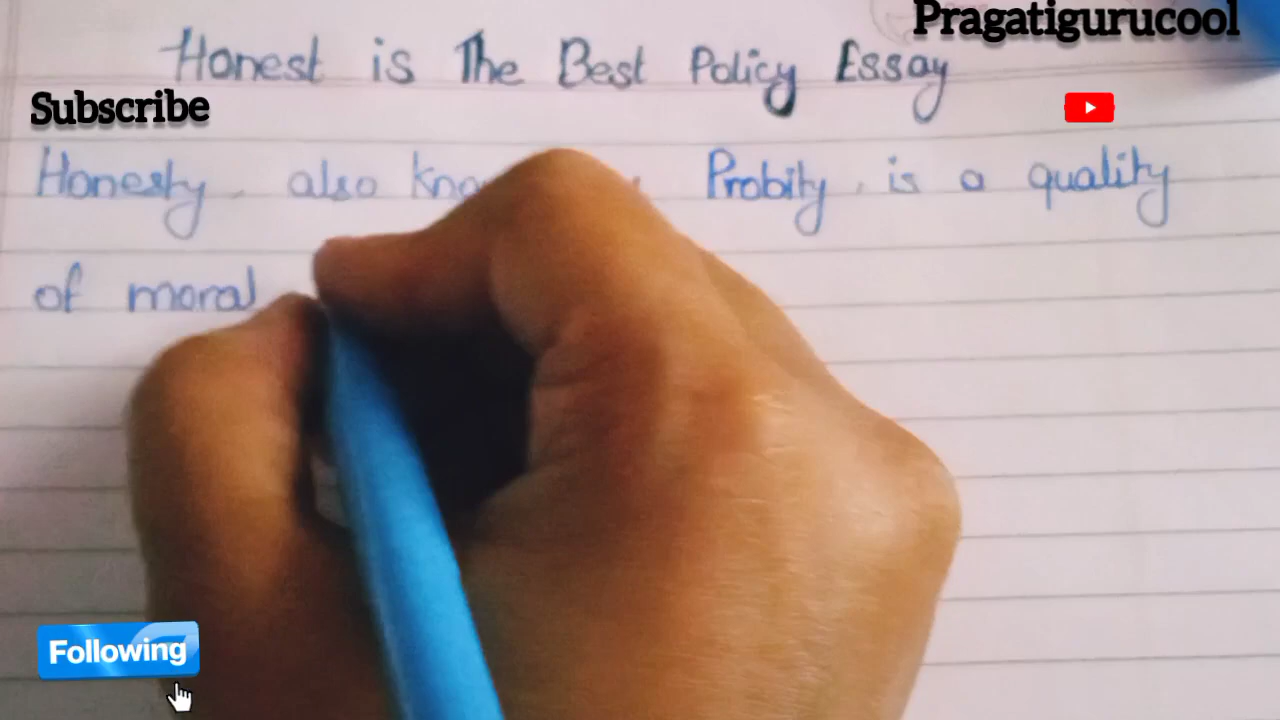 Pragatigurucool
Honest is The Best Policy Essay
Subscribe
Honesty, also Probity, is a quality
of moral
Following